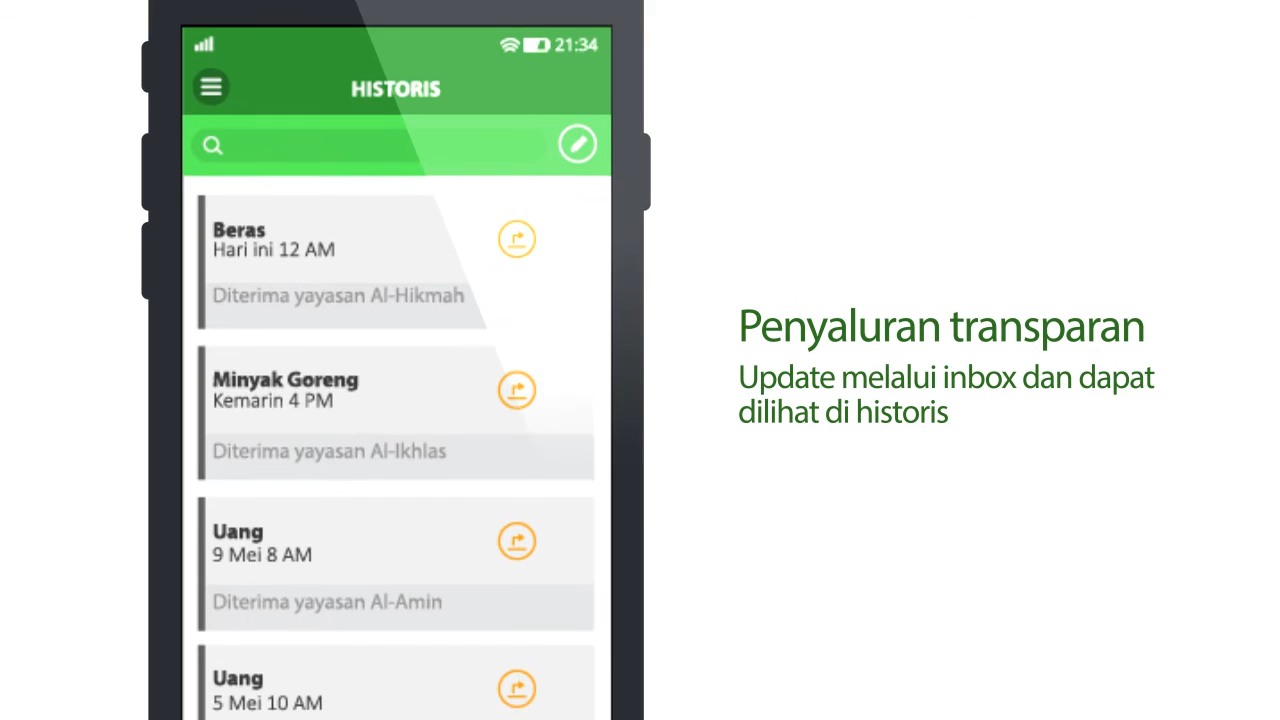 21:34
HISTORIS
Beras
Hari ini 12 AM
Diterima yayasan Al-Hikmah
Minyak Goreng
Kemarin 4 PM
Diterima yayasan Al-Ikhlas
Uang
9 Mei 8 AM
Diterima yayasan Al-Amin
Uang
5 Mei 10 AM
Penyaluran transparan
Update melalui inbox dan dapat
dilihat di historis